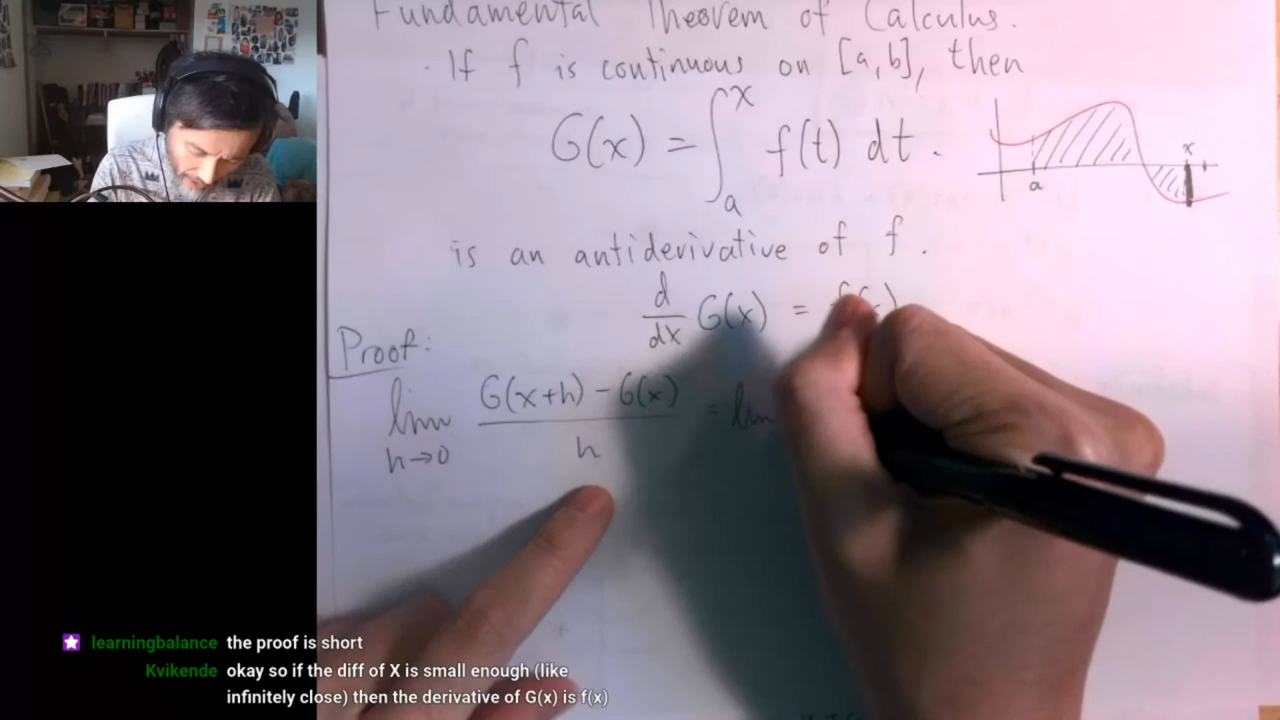 Fundamental Theorem of Calculus.
· If f is continuous on [a,b], then
G(x) = ∫_a^x f(t) dt.
a
x
is an antiderivative of f.
d/dx G(x) =
Proof:
lim h→0 (G(x+h) - G(x))/h = lim
learningbalance the proof is short
Kvikende okay so if the diff of X is small enough (like
infinitely close) then the derivative of G(x) is f(x)